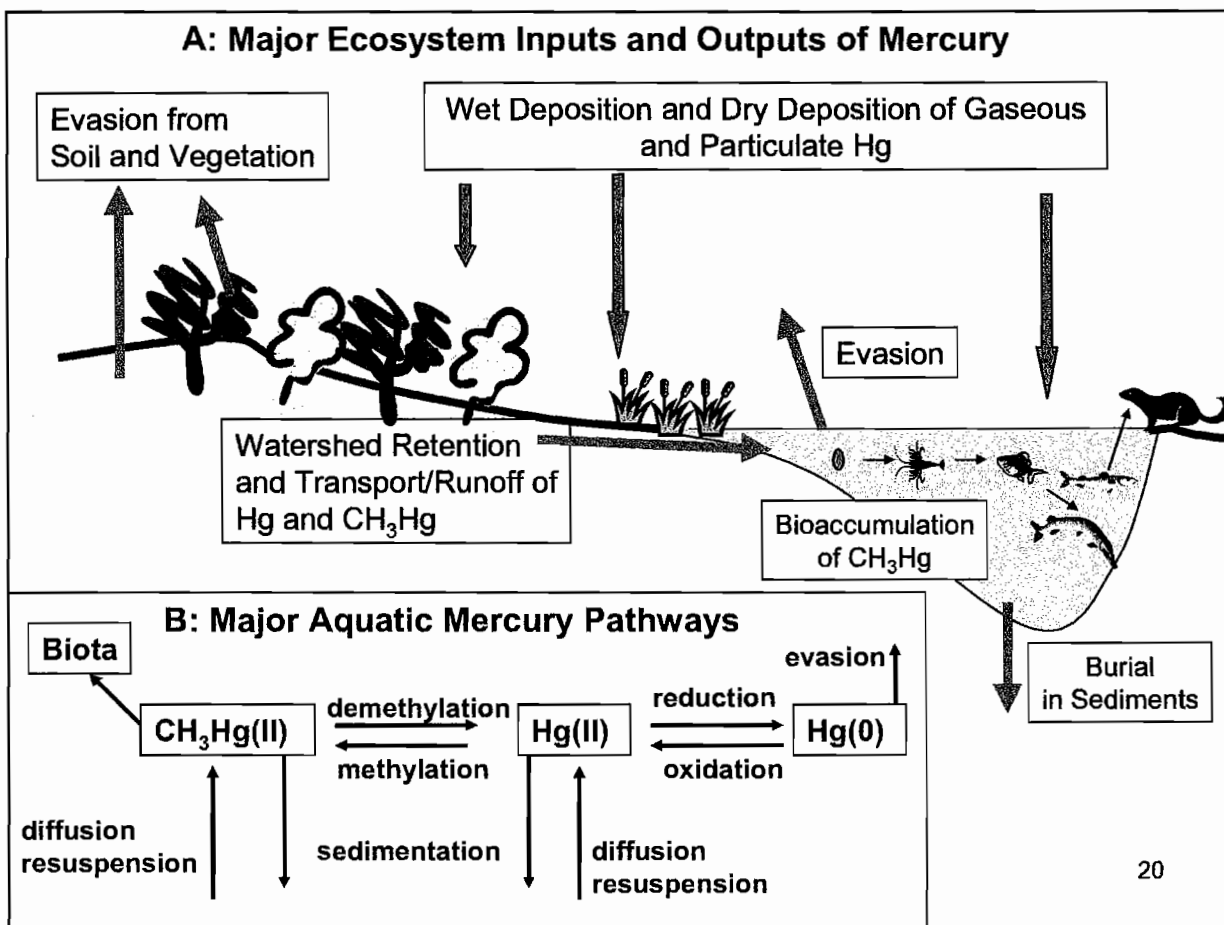 A: Major Ecosystem Inputs and Outputs of Mercury
Evasion from
Soil and Vegetation
Wet Deposition and Dry Deposition of Gaseous
and Particulate Hg
Evasion
Watershed Retention
and Transport/Runoff of
Hg and CH₃Hg
Bioaccumulation
of CH₃Hg
Burial
in Sediments
B: Major Aquatic Mercury Pathways
Biota
evasion
demethylation
reduction
CH₃Hg(II)
Hg(II)
Hg(0)
methylation
oxidation
diffusion
resuspension
sedimentation
diffusion
resuspension
20